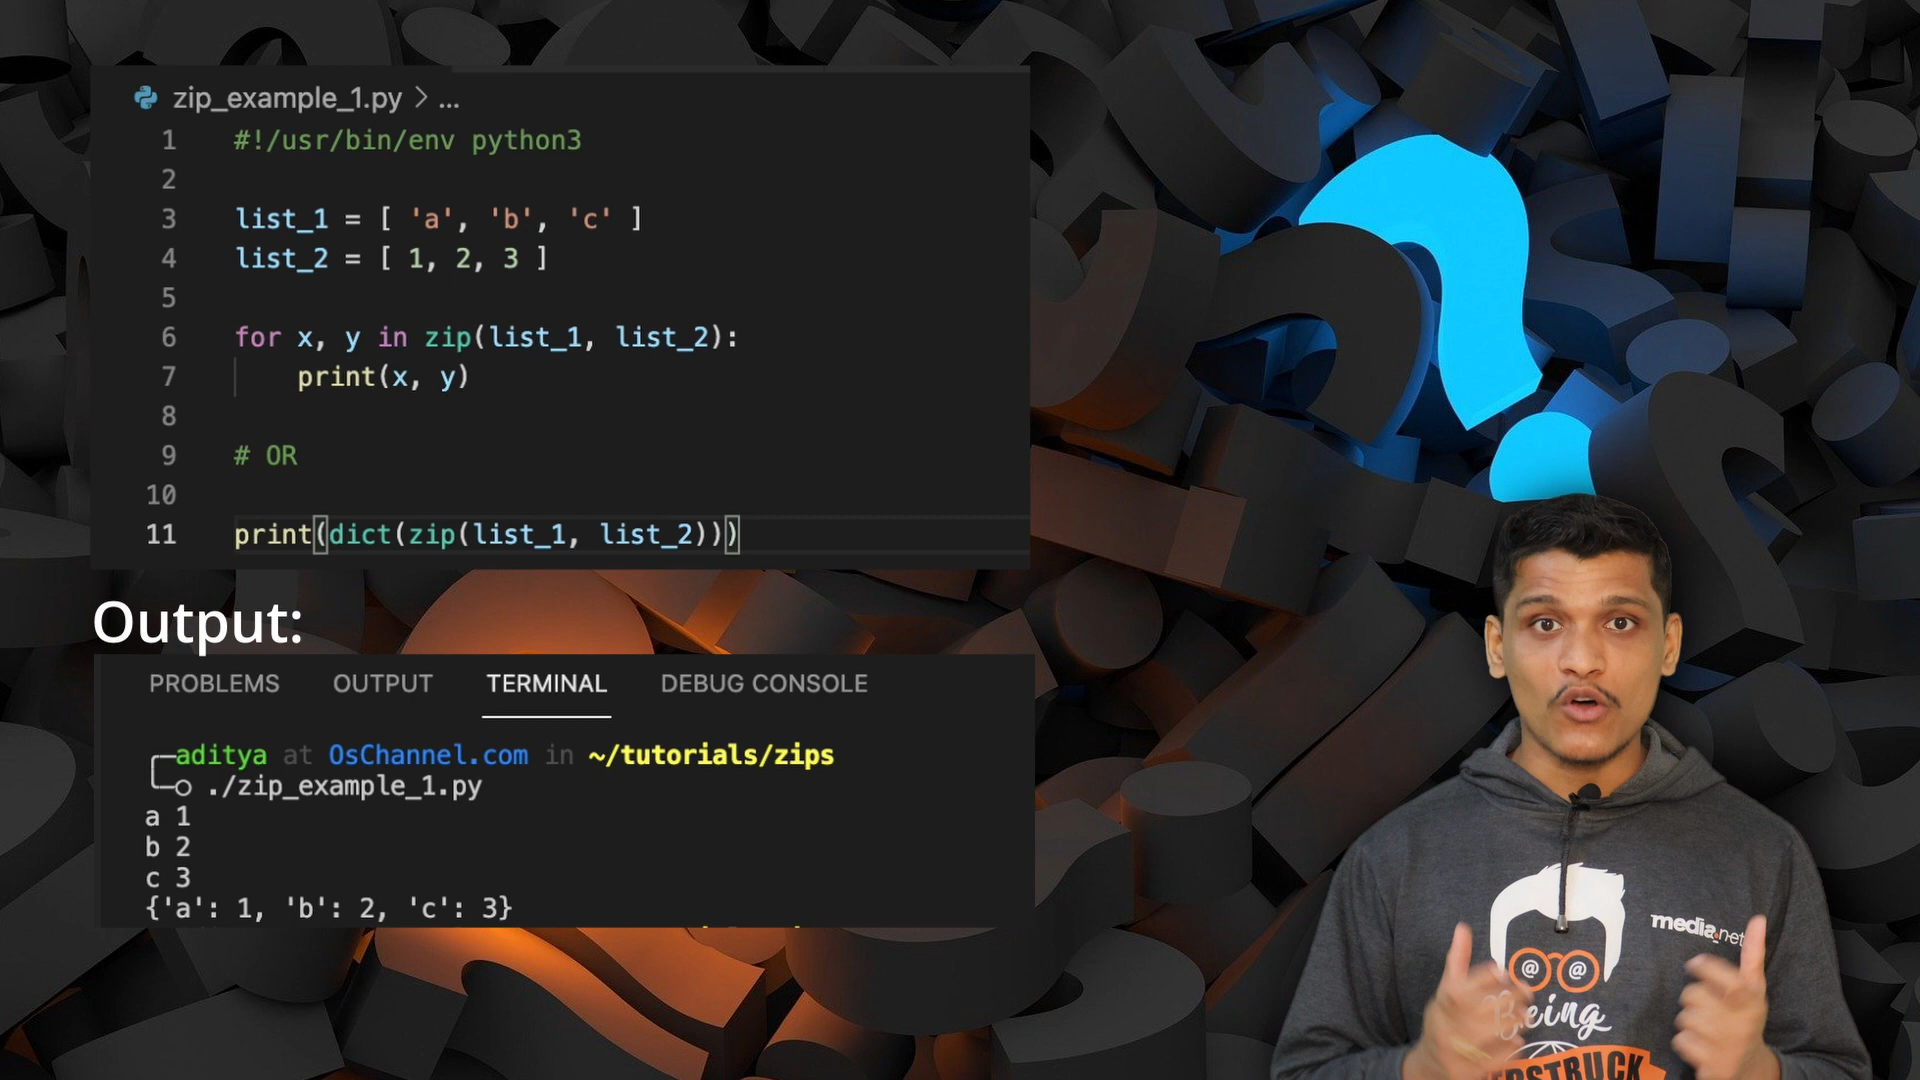 zip_example_1.py > ...
1 #!/usr/bin/env python3
2
3 list_1 = [ 'a', 'b', 'c' ]
4 list_2 = [ 1, 2, 3 ]
5
6 for x, y in zip(list_1, list_2):
7     print(x, y)
8
9 # OR
10
11 print(dict(zip(list_1, list_2)))
Output:
PROBLEMS OUTPUT TERMINAL DEBUG CONSOLE
aditya at OsChannel.com in ~/tutorials/zips
./zip_example_1.py
a 1
b 2
c 3
{'a': 1, 'b': 2, 'c': 3}
media.net
@ @
Being